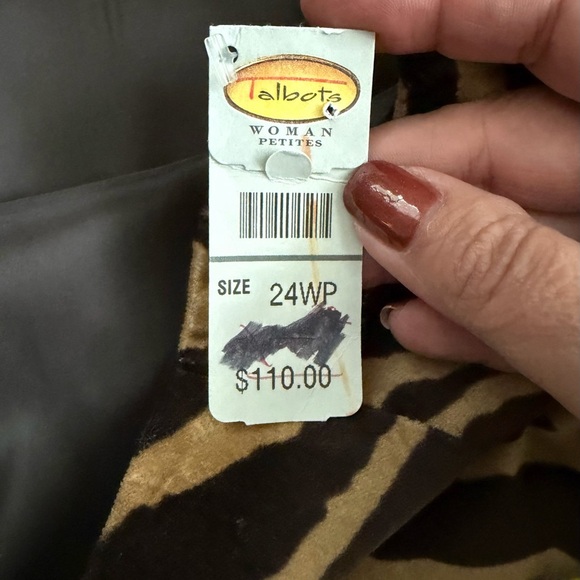 Talbots
WOMAN
PETITES
SIZE 24WP
$110.00